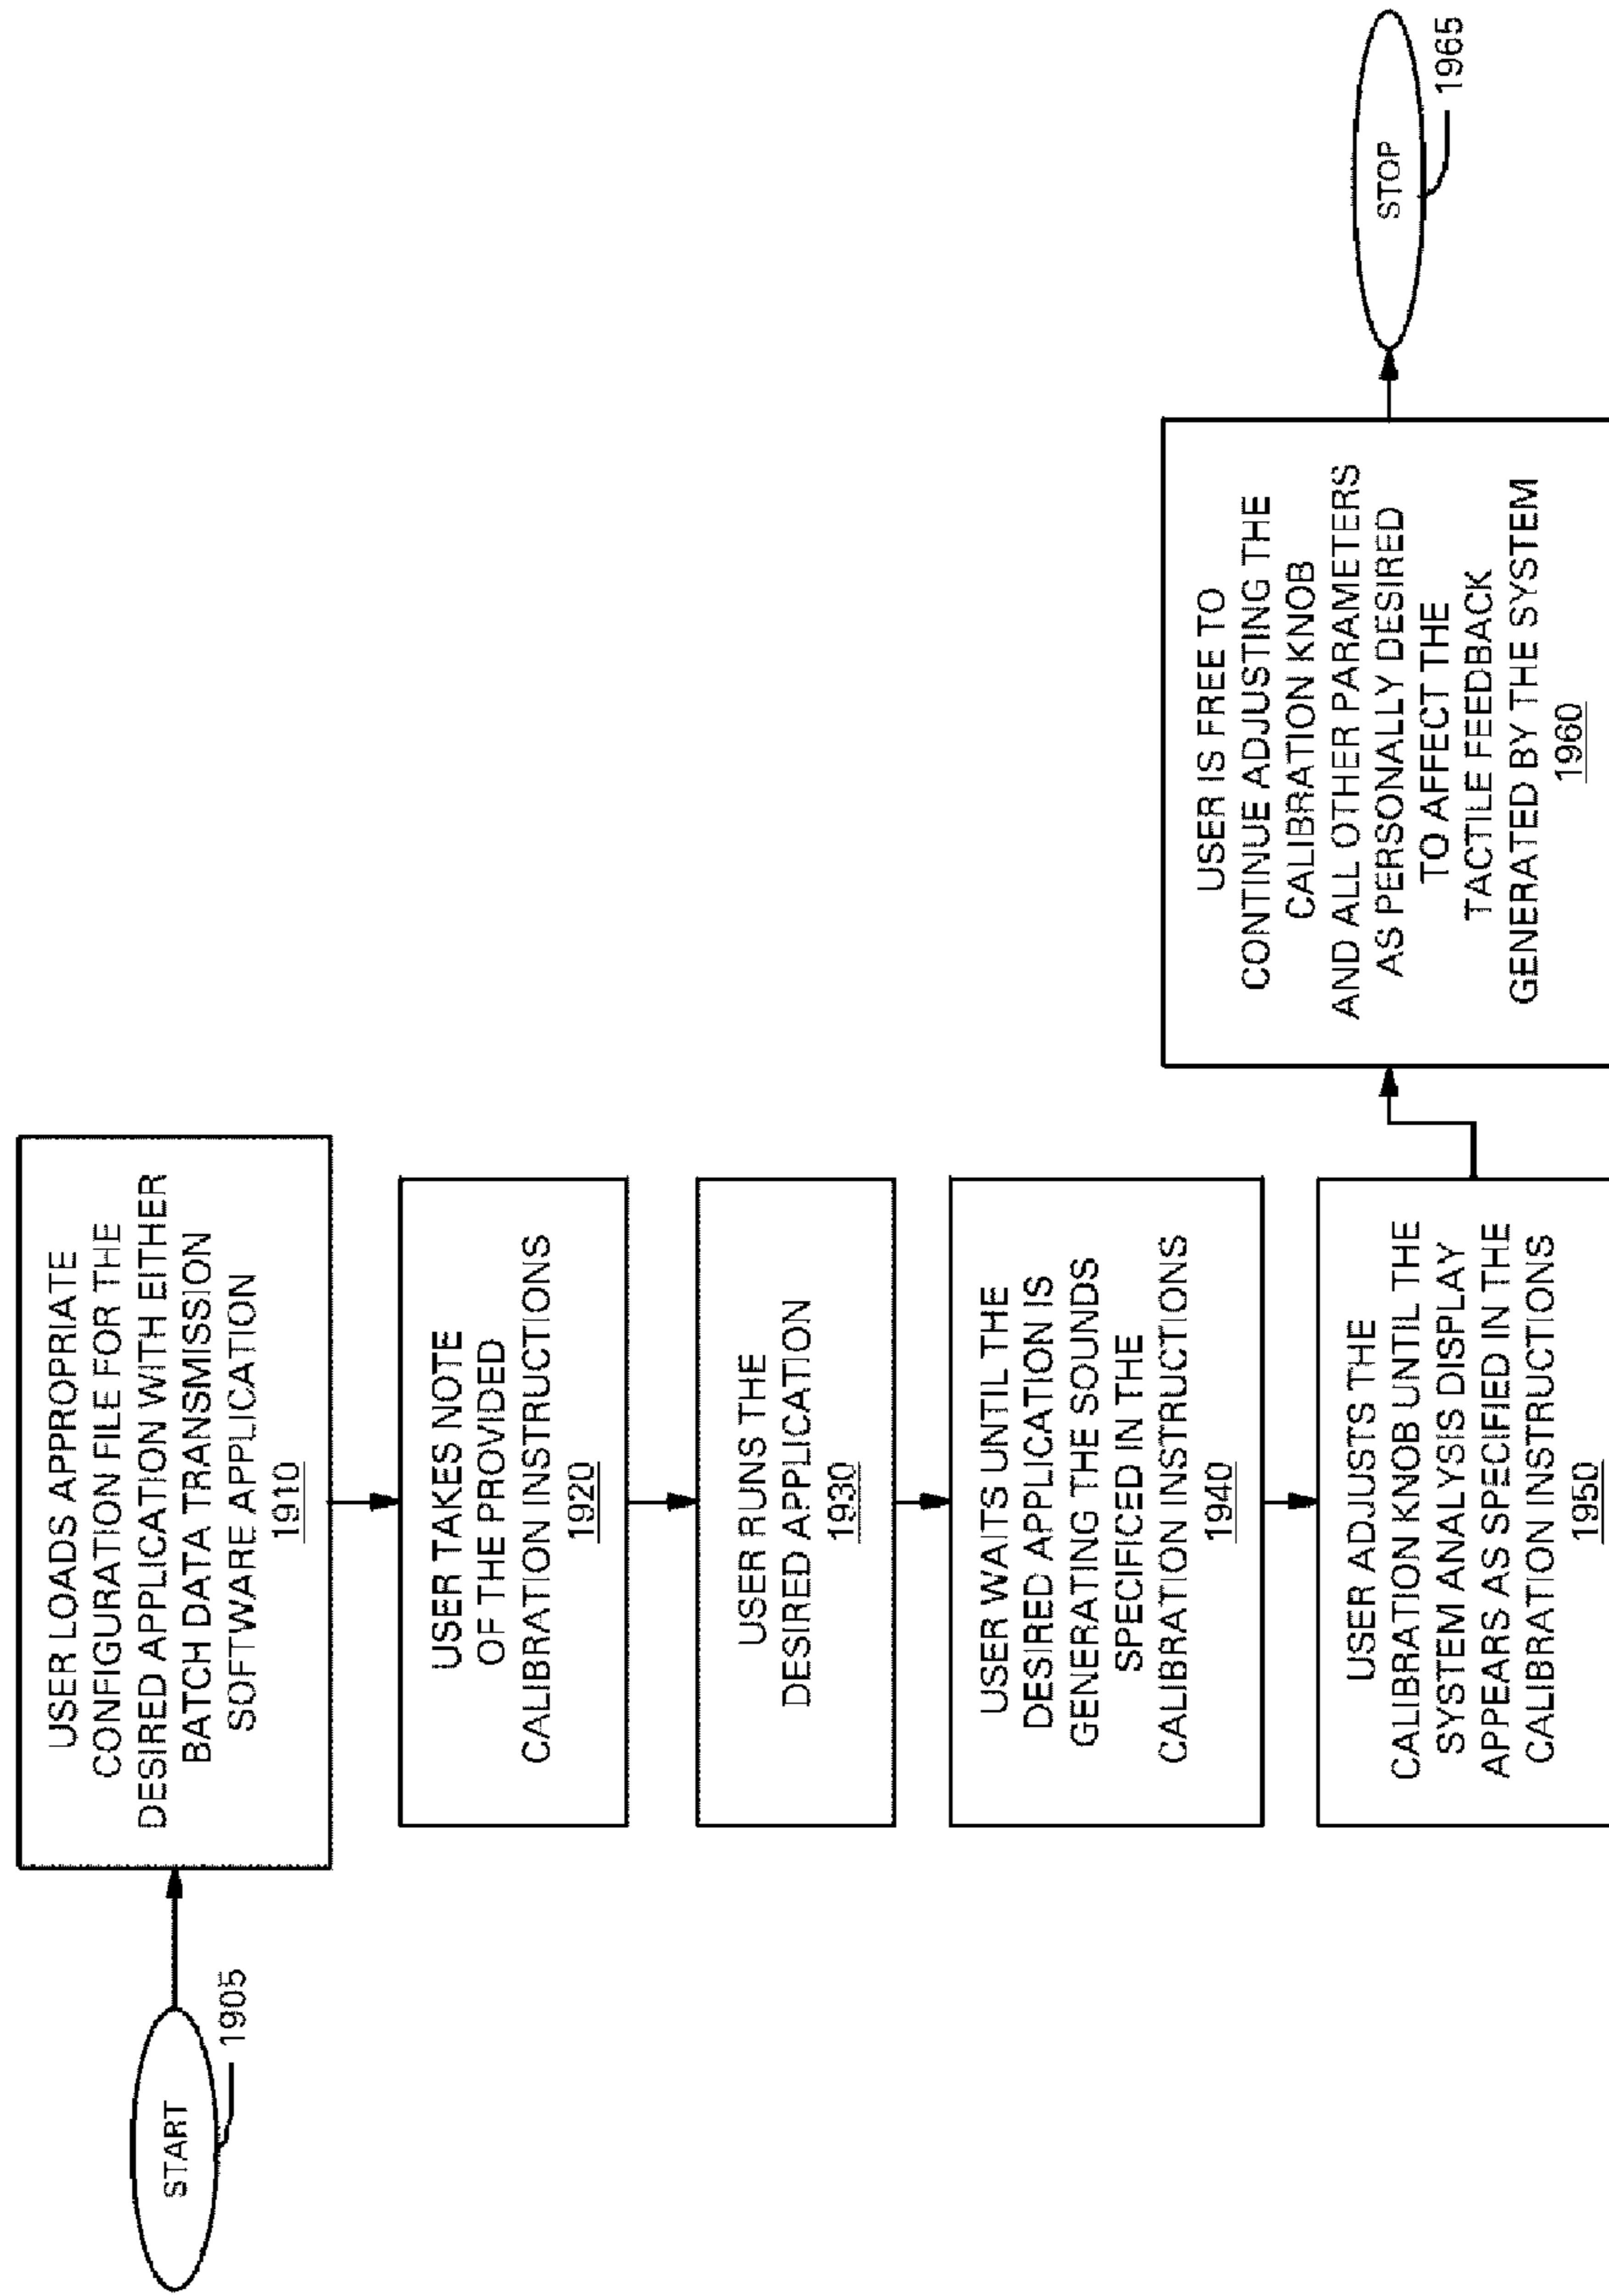 START
1905
USER LOADS APPROPRIATE
CONFIGURATION FILE FOR THE
DESIRED APPLICATION WITH EITHER
BATCH DATA TRANSMISSION
SOFTWARE APPLICATION
1910
USER TAKES NOTE
OF THE PROVIDED
CALIBRATION INSTRUCTIONS
1920
USER RUNS THE
DESIRED APPLICATION
1930
USER WAITS UNTIL THE
DESIRED APPLICATION IS
GENERATING THE SOUNDS
SPECIFICED IN THE
CALIBRATION INSTRUCTIONS
1940
USER ADJUSTS THE
CALIBRATION KNOB UNTIL THE
SYSTEM ANALYSIS DISPLAY
APPEARS AS SPECIFIED IN THE
CALIBRATION INSTRUCTIONS
1950
USER IS FREE TO
CONTINUE ADJUSTING THE
CALIBRATION KNOB
AND ALL OTHER PARAMETERS
AS PERSONALLY DESIRED
TO AFFECT THE
TACTILE FEEDBACK
GENERATED BY THE SYSTEM
1960
STOP
1965